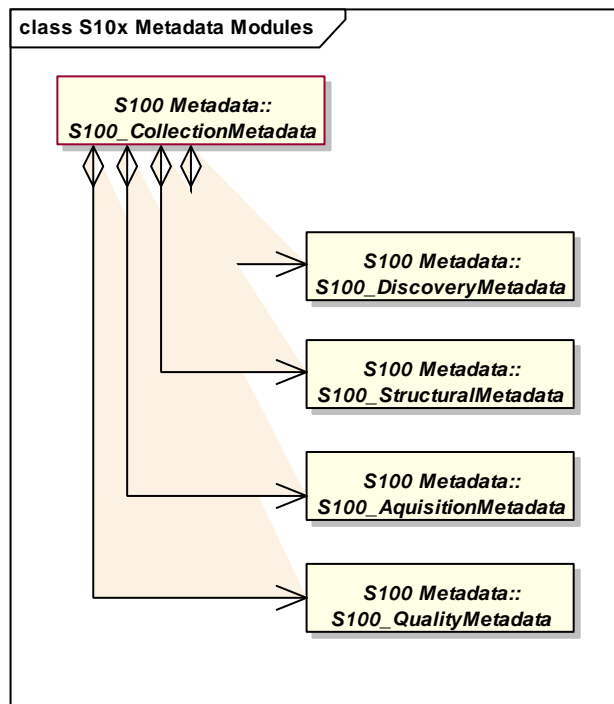 class S10x Metadata Modules
S100 Metadata::
S100_CollectionMetadata
S100 Metadata::
S100_DiscoveryMetadata
S100 Metadata::
S100_StructuralMetadata
S100 Metadata::
S100_AquisitionMetadata
S100 Metadata::
S100_QualityMetadata